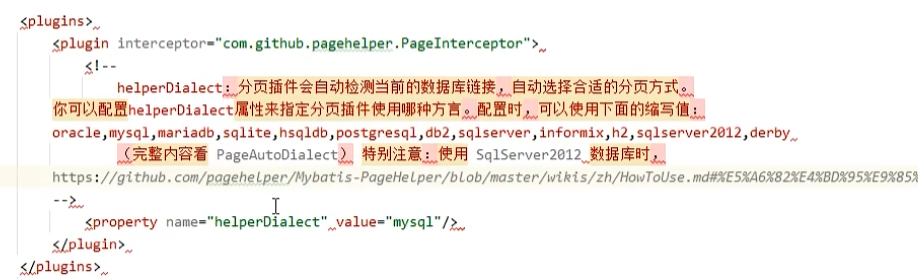 <plugins>
<plugin interceptor="com.github.pagehelper.PageInterceptor">
<!--
helperDialect：分页插件会自动检测当前的数据库链接，自动选择合适的分页方式。
你可以配置helperDialect属性来指定分页插件使用哪种方言。配置时，可以使用下面的缩写值：
oracle,mysql,mariadb,sqlite,hsqldb,postgresql,db2,sqlserver,informix,h2,sqlserver2012,derby
（完整内容看 PageAutoDialect） 特别注意：使用 SqlServer2012 数据库时，
https://github.com/pagehelper/Mybatis-PageHelper/blob/master/wikis/zh/HowToUse.md#%E5%A6%82%E4%BD%95%E9%85%
-->
<property name="helperDialect" value="mysql"/>
</plugin>
</plugins>